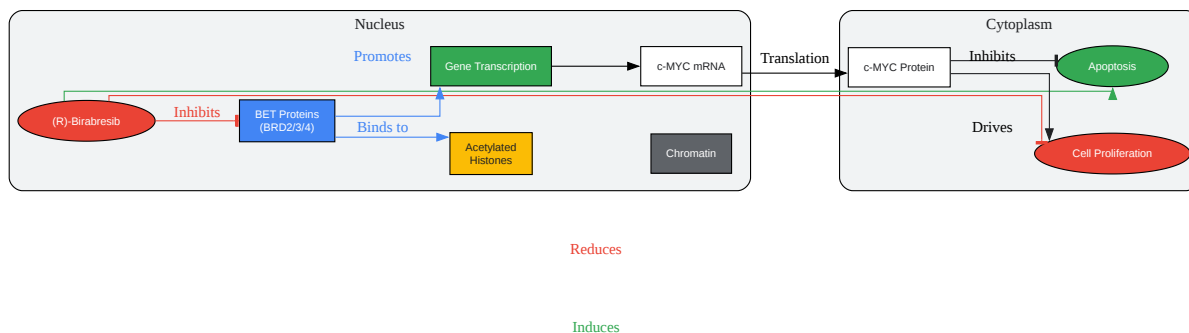 Nucleus
Cytoplasm
Promotes
Gene Transcription
c-MYC mRNA
Translation
c-MYC Protein
Inhibits
Apoptosis
(R)-Birabresib
Inhibits
BET Proteins
(BRD2/3/4)
Binds to
Acetylated
Histones
Chromatin
Drives
Cell Proliferation
Reduces
Induces